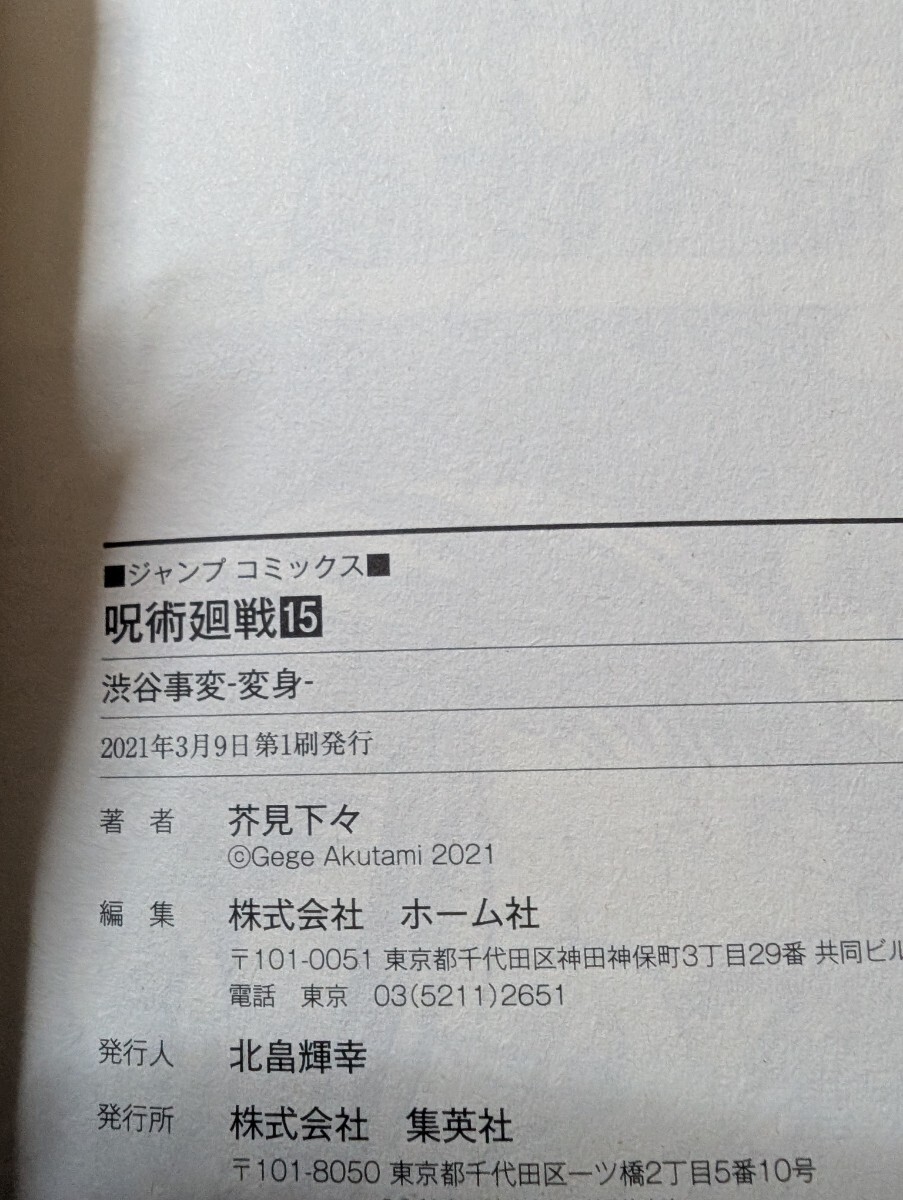 ■ジャンプ コミックス■
呪術廻戦15
渋谷事変-変身-
2021年3月9日第1刷発行
著 者 芥見下々
©Gege Akutami 2021
編 集 株式会社 ホーム社
〒101-0051 東京都千代田区神田神保町3丁目29番 共同ビル
電話 東京 03(5211)2651
発行人 北畠輝幸
発行所 株式会社 集英社
〒101-8050 東京都千代田区一ツ橋2丁目5番10号